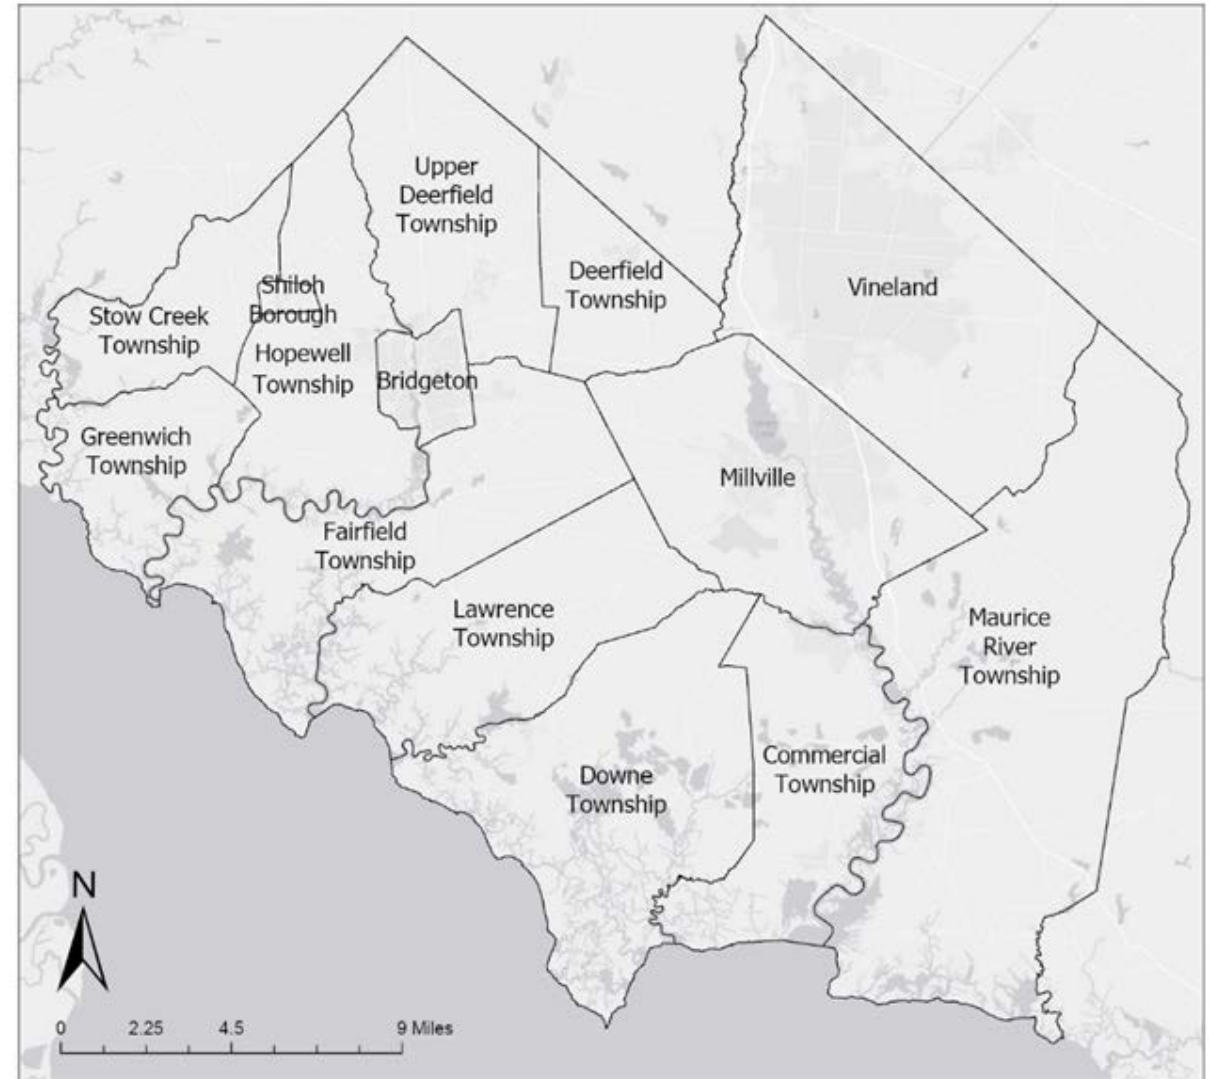 Upper
Deerfield
Township
Deerfield
Township
Vineland
Shiloh
Borough
Stow Creek
Township
Hopewell
Township
Bridgeton
Greenwich
Township
Millville
Fairfield
Township
Lawrence
Township
Maurice
River
Township
Downe
Township
Commercial
Township
N
0 2.25 4.5 9 Miles